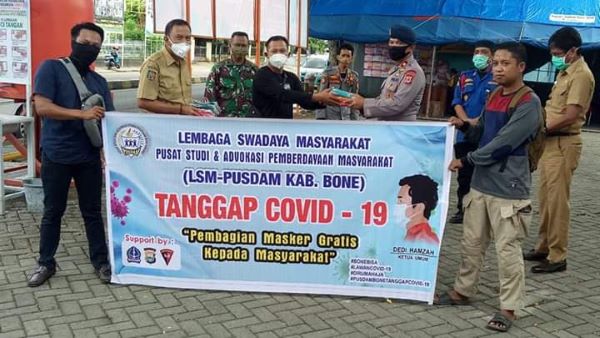 LEMBAGA SWADAYA MASYARAKAT
PUSAT STUDI & ADVOKASI PEMBERDAYAAN MASYARAKAT
(LSM-PUSDAM KAB. BONE)
TANGGAP COVID - 19
"Pembagian Masker Gratis
Kepada Masyarakat"
Support by :
DEDI HAMZAH
KETUA UMUM
#BONEBISA
#LAWANCOVID-19
#DIRUMAHAJA
#PUSDAMBONETANGGAPCOVID-19